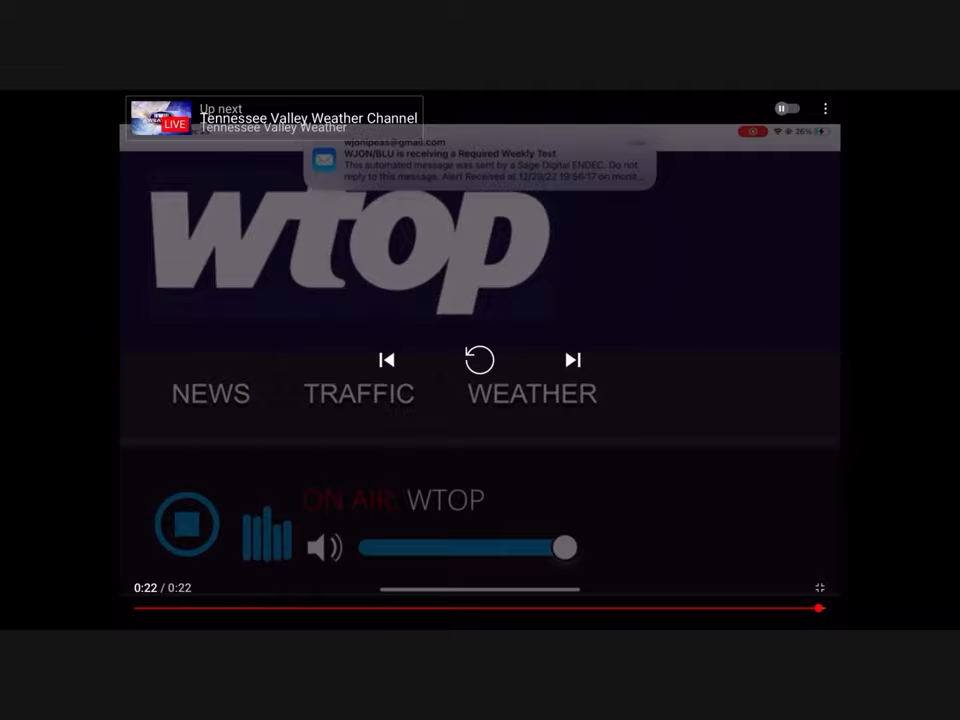 Up next
Tennessee Valley Weather Channel
LIVE
Tennessee Valley Weather
26%
wjonipeas@gmail.com
WJON/BLU is receiving a Required Weekly Test
This automated message was sent by a Sage Digital ENDEC. Do not
reply to this message. Alert Received at 12/29/22 19:56:17 on monit...
wtop
NEWS TRAFFIC WEATHER
ON AIR: WTOP
0:22 / 0:22